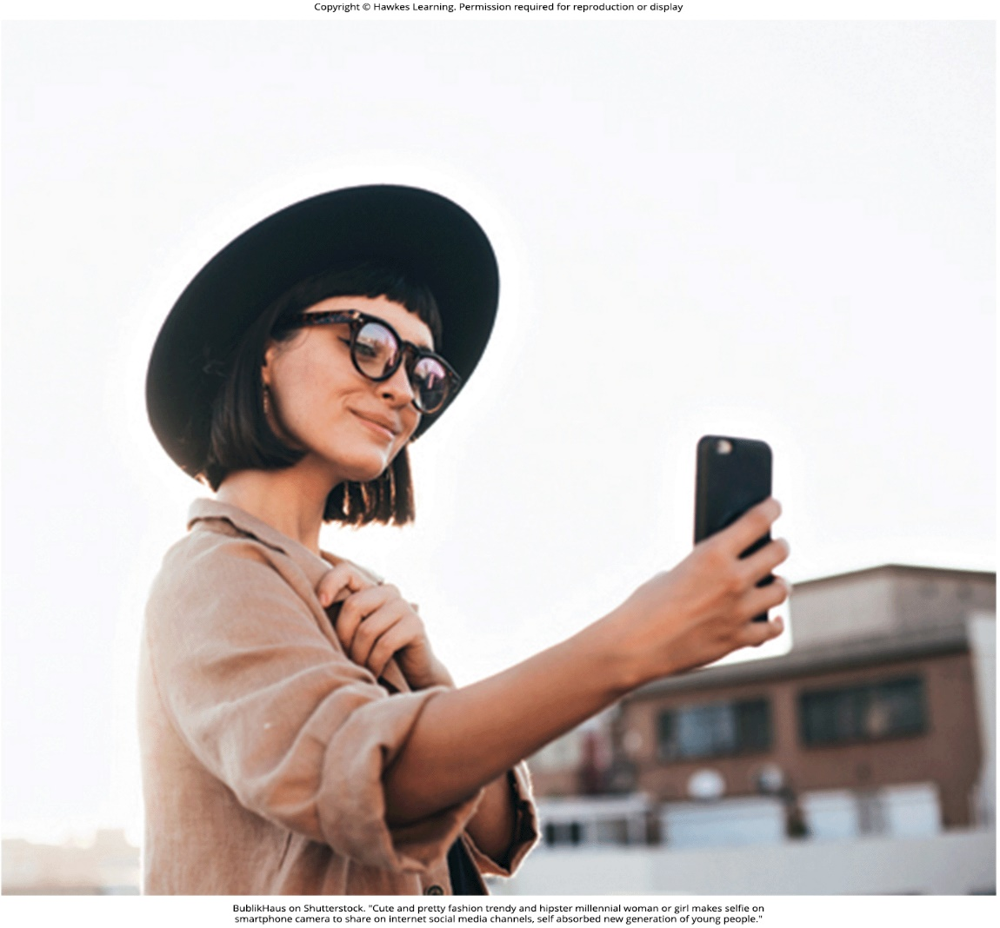 Copyright © Hawkes Learning. Permission required for reproduction or display
BublikHaus on Shutterstock. "Cute and pretty fashion trendy and hipster millennial woman or girl makes selfie on
smartphone camera to share on internet social media channels, self absorbed new generation of young people."